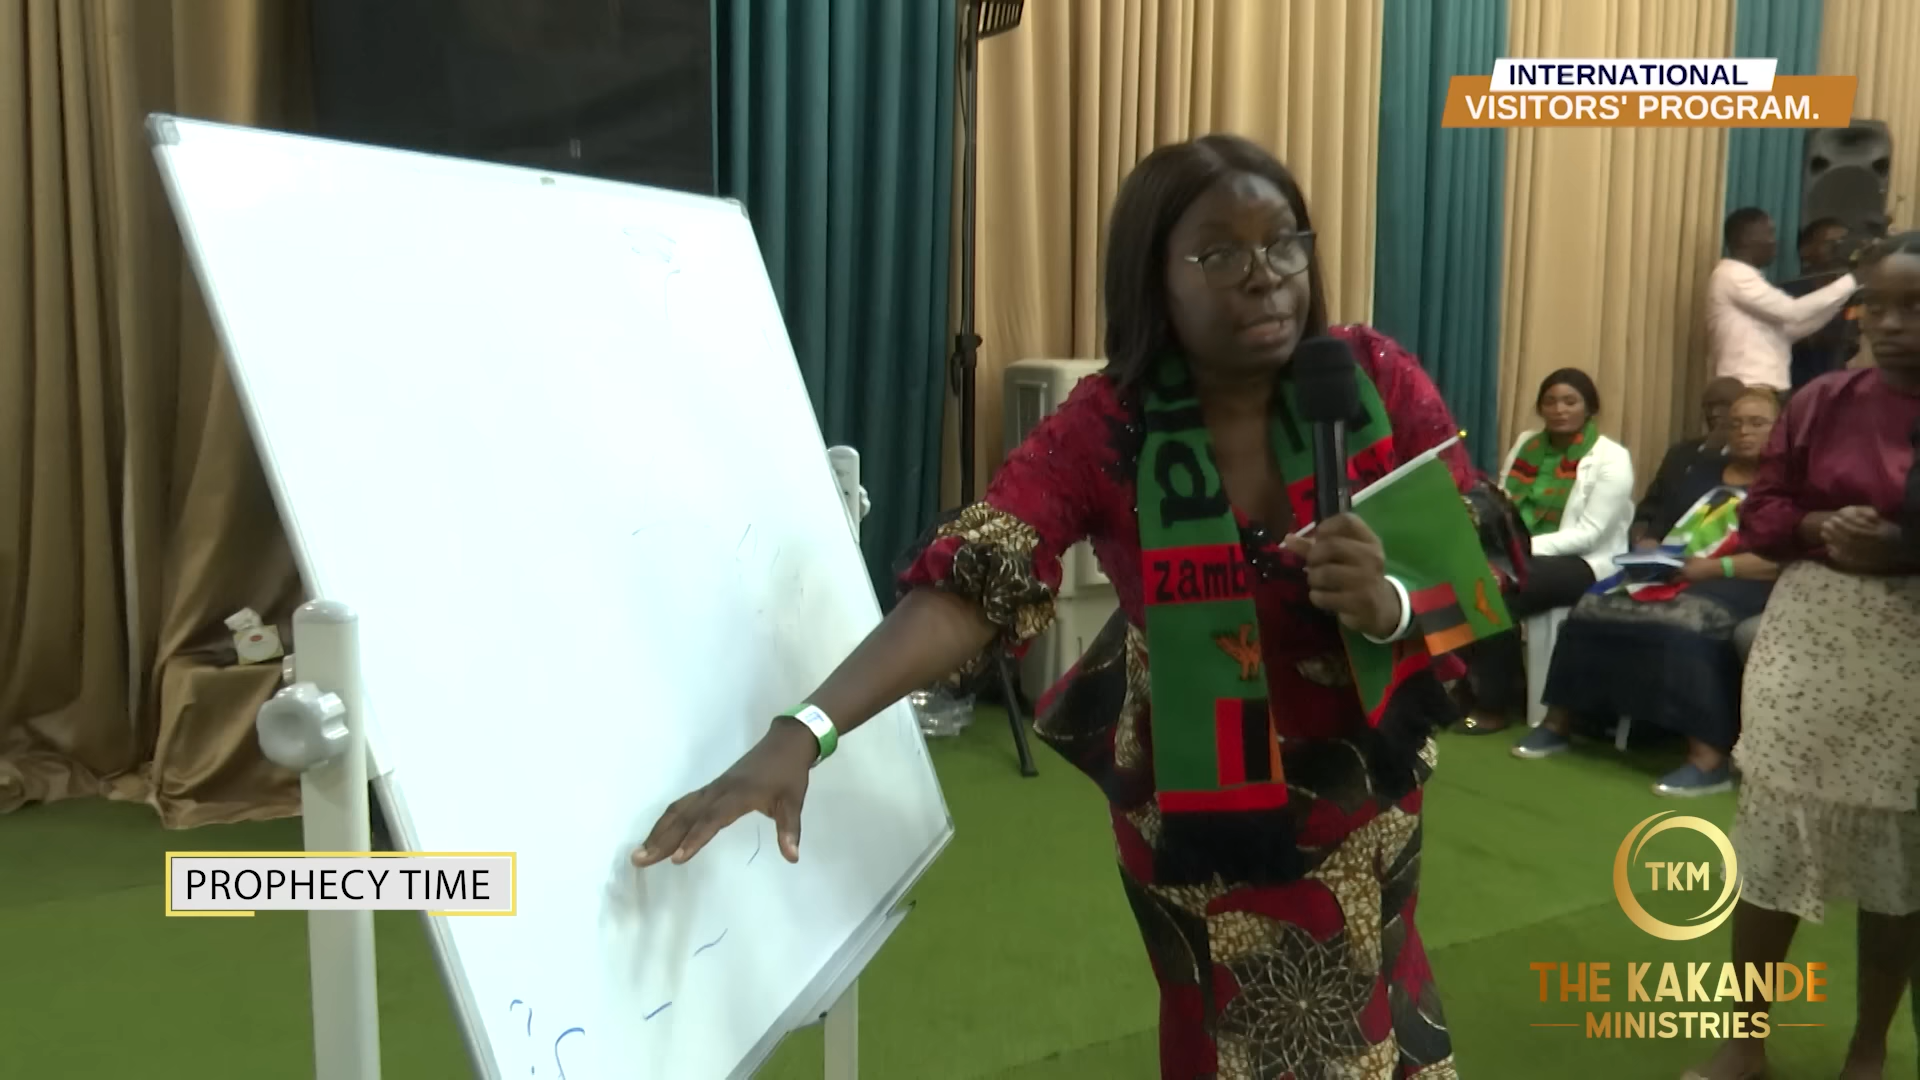 INTERNATIONAL
VISITORS' PROGRAM.
zamb
PROPHECY TIME
TKM
THE KAKANDE
MINISTRIES